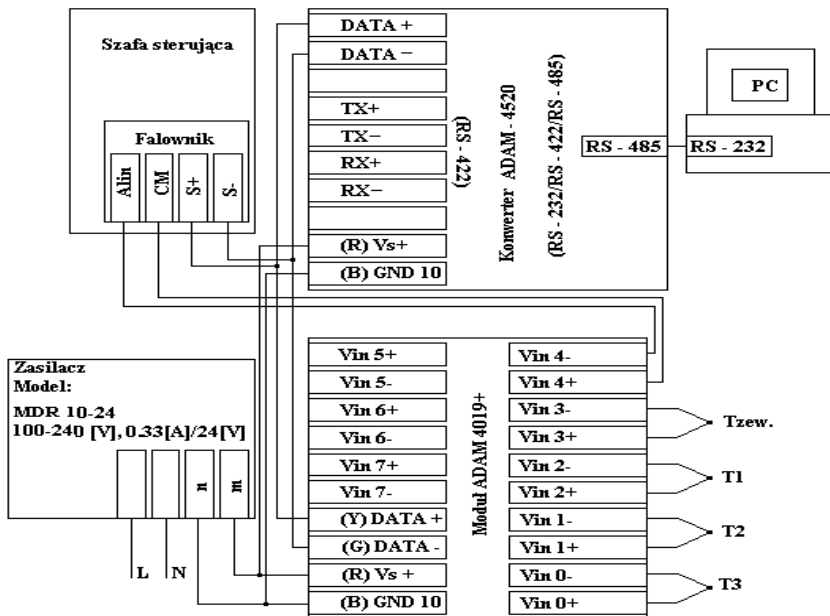 Szafa sterująca
Falownik
Alin
CM
S+
S-
DATA +
DATA −
TX+
TX−
RX+
RX−
(R) Vs+
(B) GND 10
(RS - 422)
Konwerter ADAM - 4520
(RS - 232/RS - 422/RS - 485)
RS - 485
PC
RS - 232
Zasilacz
Model:
MDR 10-24
100-240 [V], 0.33[A]/24 [V]
n
m
L
N
Vin 5+
Vin 5-
Vin 6+
Vin 6-
Vin 7+
Vin 7-
(Y) DATA +
(G) DATA -
(R) Vs +
(B) GND 10
Moduł ADAM 4019+
Vin 4-
Vin 4+
Vin 3-
Vin 3+
Vin 2-
Vin 2+
Vin 1-
Vin 1+
Vin 0-
Vin 0+
Tzew.
T1
T2
T3